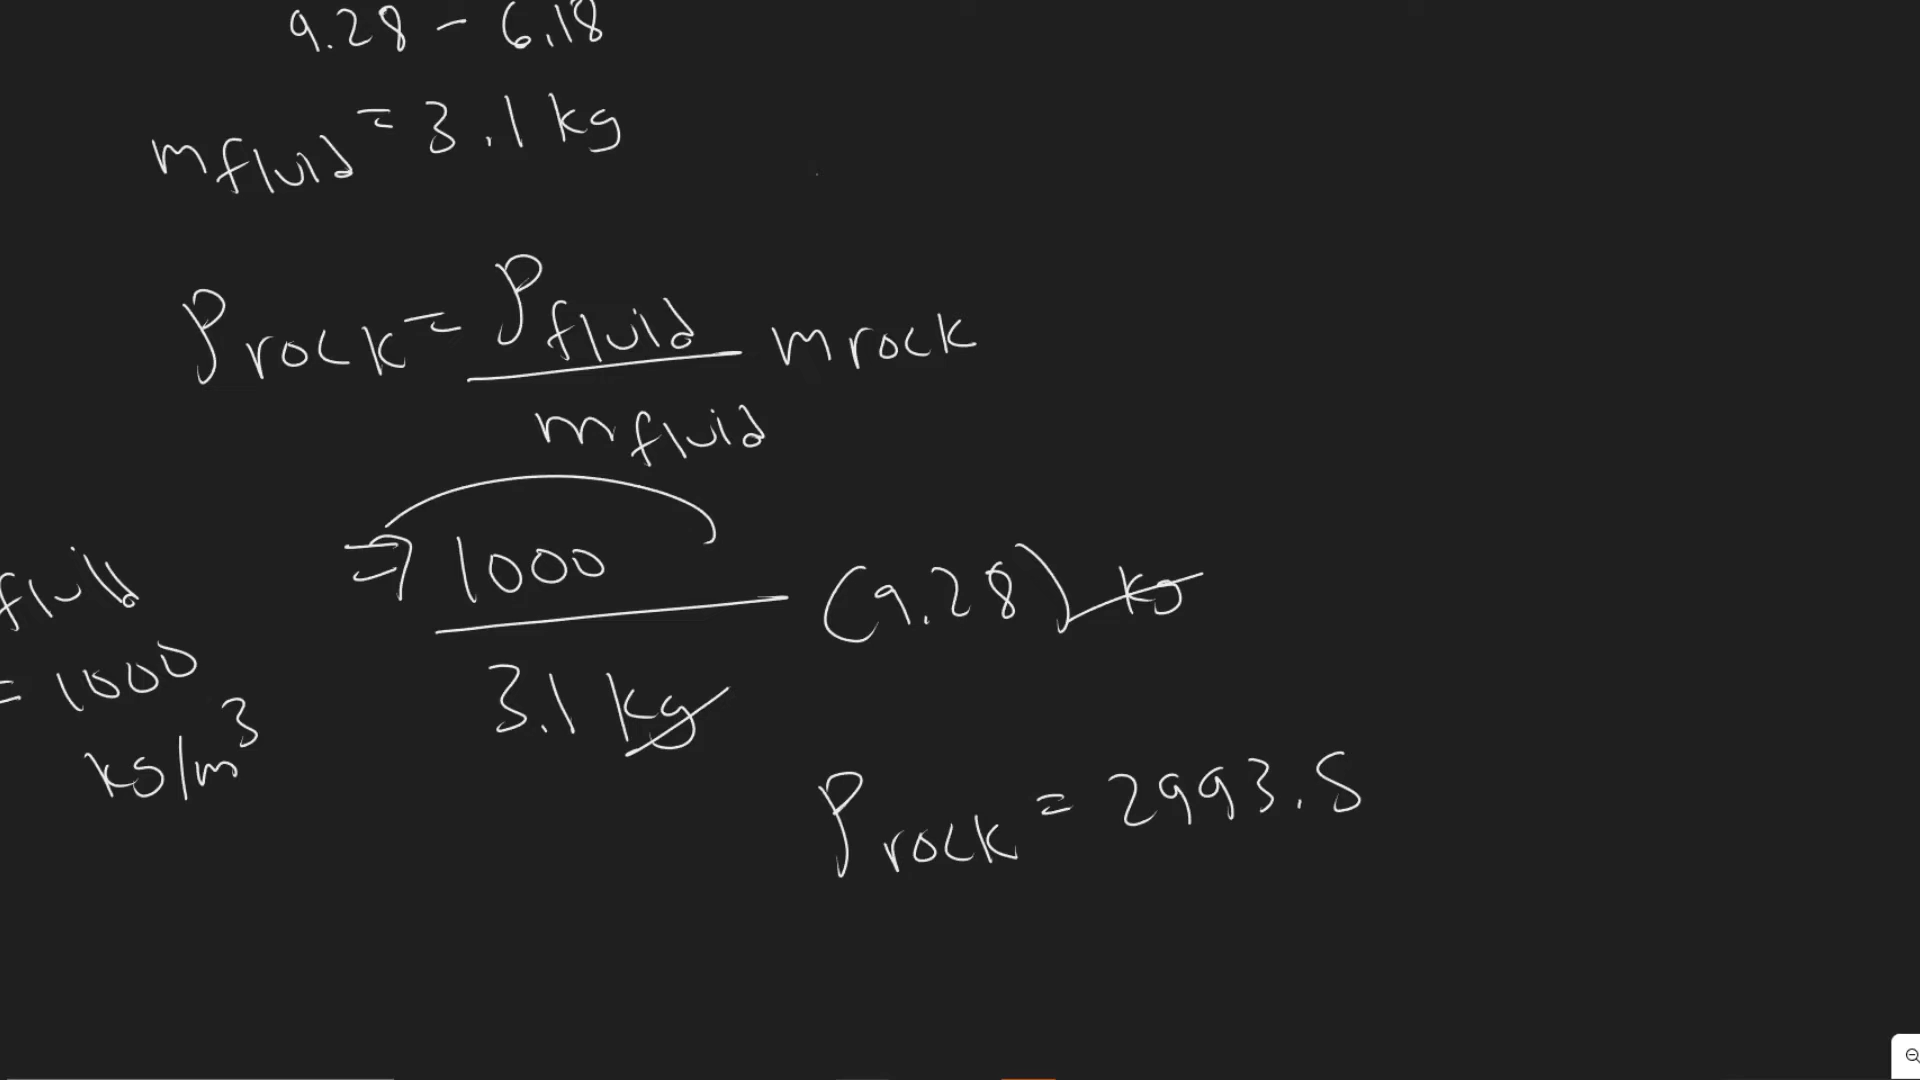 9.28 - 6.18
mfluid = 3.1 kg
ρrock = ρfluid / mfluid mrock
fluid = 1000 kg/m³
⇒ 1000 / 3.1 kg (9.28) kg
ρrock = 2993.5